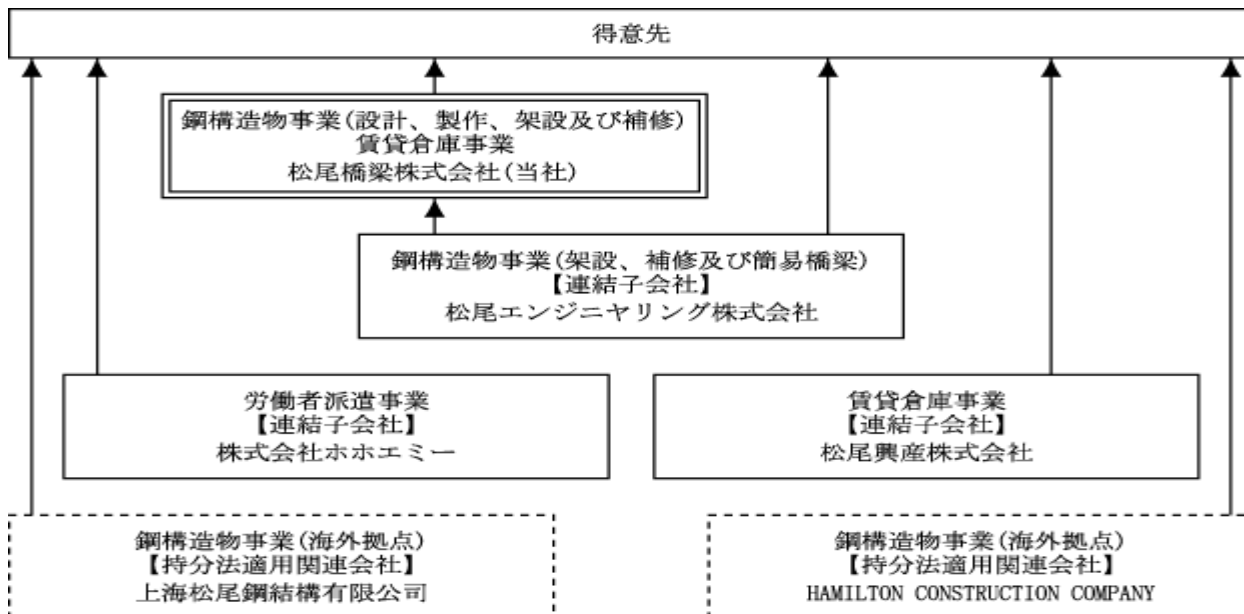 得意先
鋼構造物事業(設計、製作、架設及び補修)
賃貸倉庫事業
松尾橋梁株式会社(当社)
鋼構造物事業(架設、補修及び簡易橋梁)
【連結子会社】
松尾エンジニヤリング株式会社
労働者派遣事業
【連結子会社】
株式会社ホホエミー
賃貸倉庫事業
【連結子会社】
松尾興産株式会社
鋼構造物事業(海外拠点)
【持分法適用関連会社】
上海松尾鋼結構有限公司
鋼構造物事業(海外拠点)
【持分法適用関連会社】
HAMILTON CONSTRUCTION COMPANY